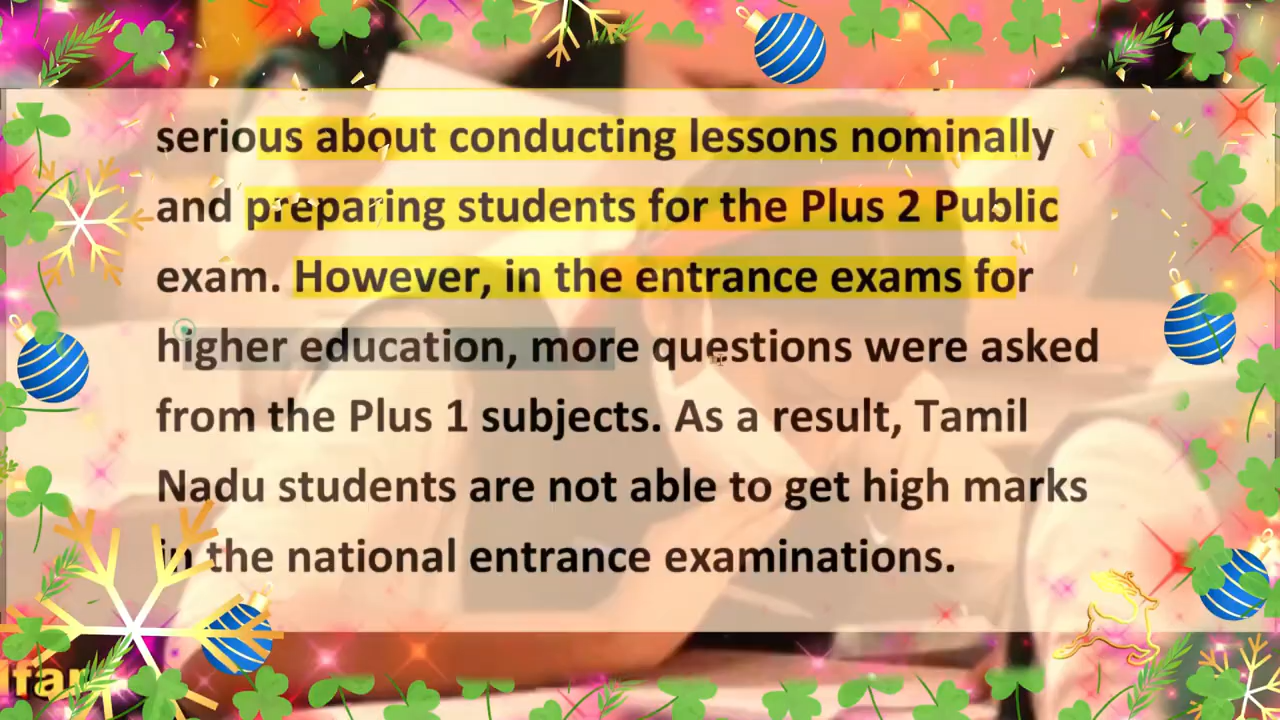 serious about conducting lessons nominally
and preparing students for the Plus 2 Public
exam. However, in the entrance exams for
higher education, more questions were asked
from the Plus 1 subjects. As a result, Tamil
Nadu students are not able to get high marks
in the national entrance examinations.